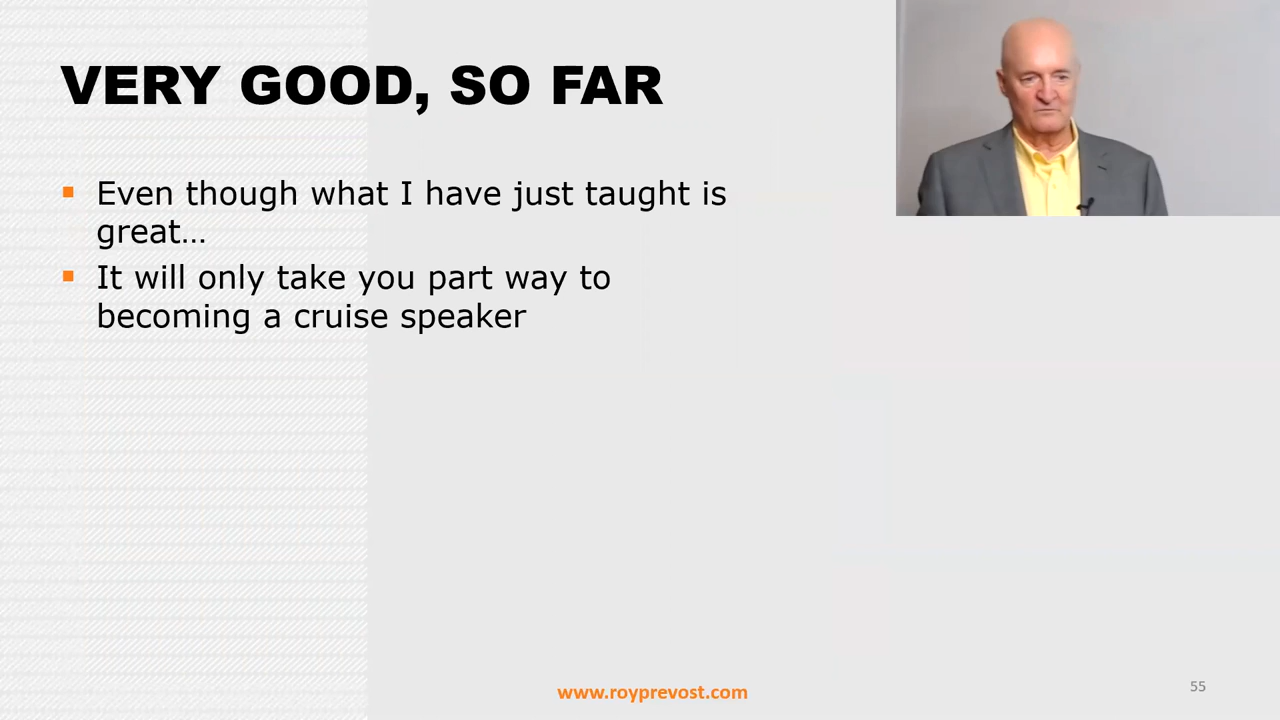 VERY GOOD, SO FAR
▪ Even though what I have just taught is
great…
▪ It will only take you part way to
becoming a cruise speaker
www.royprevost.com
55